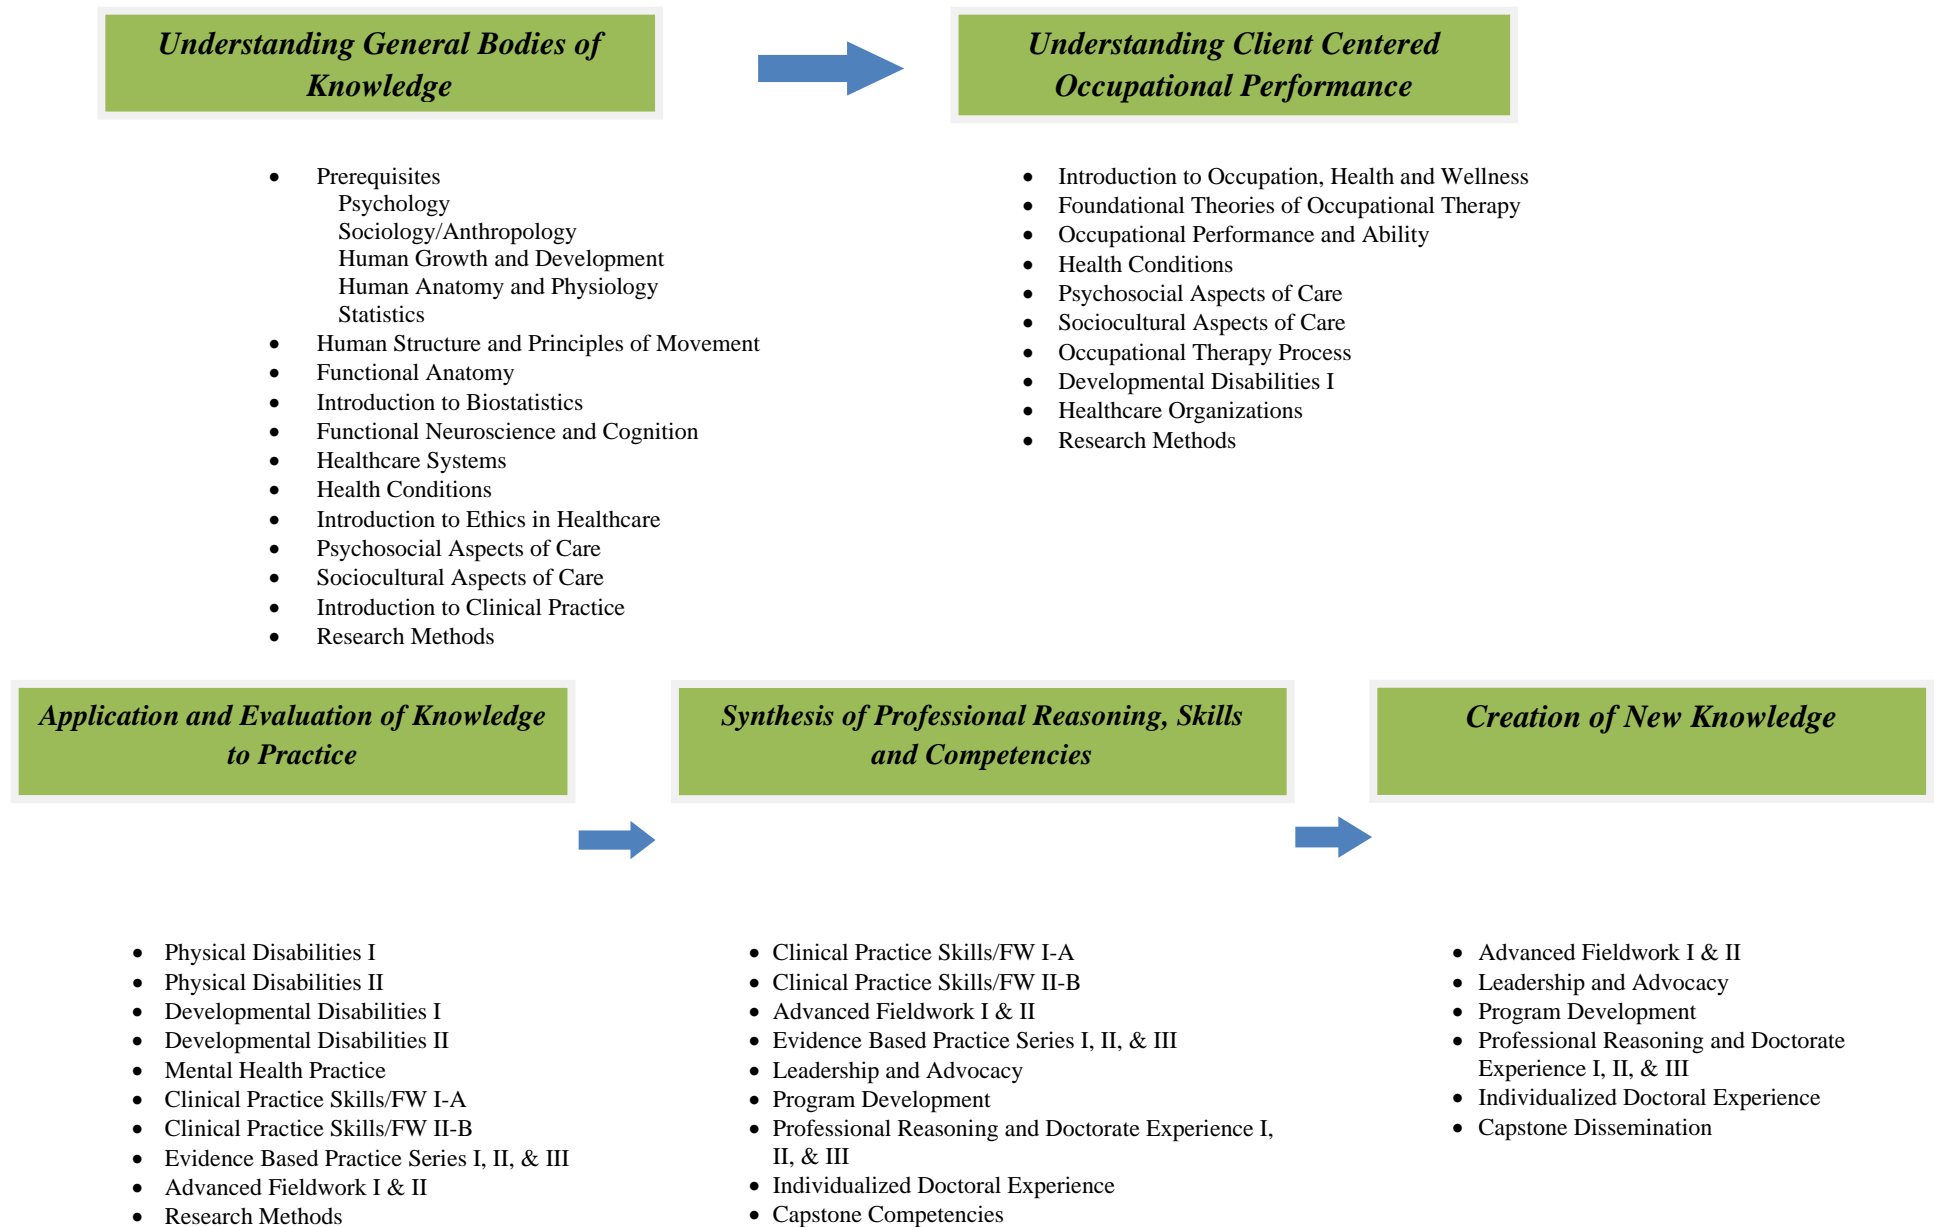 Understanding General Bodies of
Knowledge
Understanding Client Centered
Occupational Performance
• Prerequisites
Psychology
Sociology/Anthropology
Human Growth and Development
Human Anatomy and Physiology
Statistics
• Human Structure and Principles of Movement
• Functional Anatomy
• Introduction to Biostatistics
• Functional Neuroscience and Cognition
• Healthcare Systems
• Health Conditions
• Introduction to Ethics in Healthcare
• Psychosocial Aspects of Care
• Sociocultural Aspects of Care
• Introduction to Clinical Practice
• Research Methods
• Introduction to Occupation, Health and Wellness
• Foundational Theories of Occupational Therapy
• Occupational Performance and Ability
• Health Conditions
• Psychosocial Aspects of Care
• Sociocultural Aspects of Care
• Occupational Therapy Process
• Developmental Disabilities I
• Healthcare Organizations
• Research Methods
Application and Evaluation of Knowledge
to Practice
Synthesis of Professional Reasoning, Skills
and Competencies
Creation of New Knowledge
• Physical Disabilities I
• Physical Disabilities II
• Developmental Disabilities I
• Developmental Disabilities II
• Mental Health Practice
• Clinical Practice Skills/FW I-A
• Clinical Practice Skills/FW II-B
• Evidence Based Practice Series I, II, & III
• Advanced Fieldwork I & II
• Research Methods
• Clinical Practice Skills/FW I-A
• Clinical Practice Skills/FW II-B
• Advanced Fieldwork I & II
• Evidence Based Practice Series I, II, & III
• Leadership and Advocacy
• Program Development
• Professional Reasoning and Doctorate Experience I,
II, & III
• Individualized Doctoral Experience
• Capstone Competencies
• Advanced Fieldwork I & II
• Leadership and Advocacy
• Program Development
• Professional Reasoning and Doctorate
Experience I, II, & III
• Individualized Doctoral Experience
• Capstone Dissemination